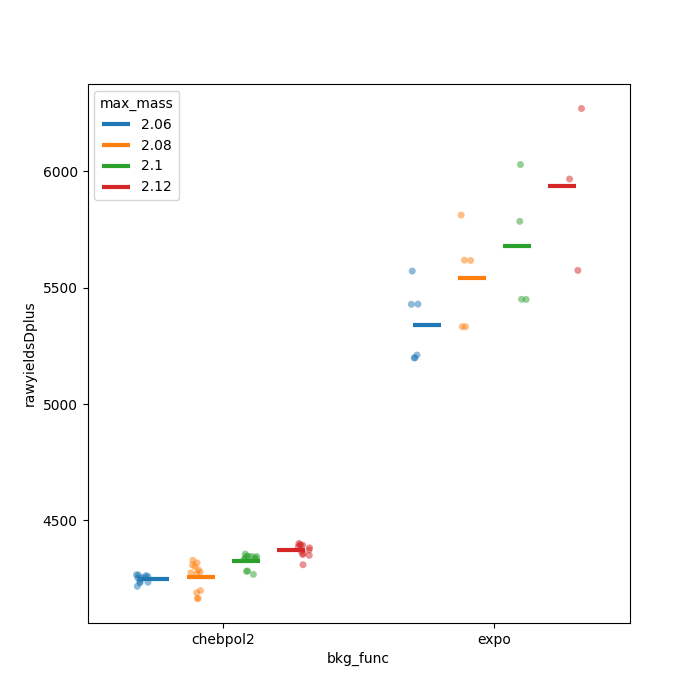 max_mass
2.06
2.08
2.1
2.12
6000
5500
5000
4500
rawyieldsDplus
chebpol2
expo
bkg_func